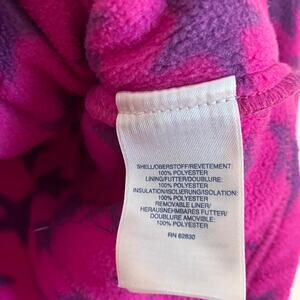 SHELL/OBERSTOFF/REVETEMENT
100% POLYESTER
LINING/FUTTER/DOUBLURE:
100% POLYESTER
INSULATION/ISOLIERUNG/ISOLATION:
100% POLYESTER
REMOVABLE LINER/
HERAUSNEHMBARES FUTTER/
DOUBLURE AMOVIBLE:
100% POLYESTER
RN 62830